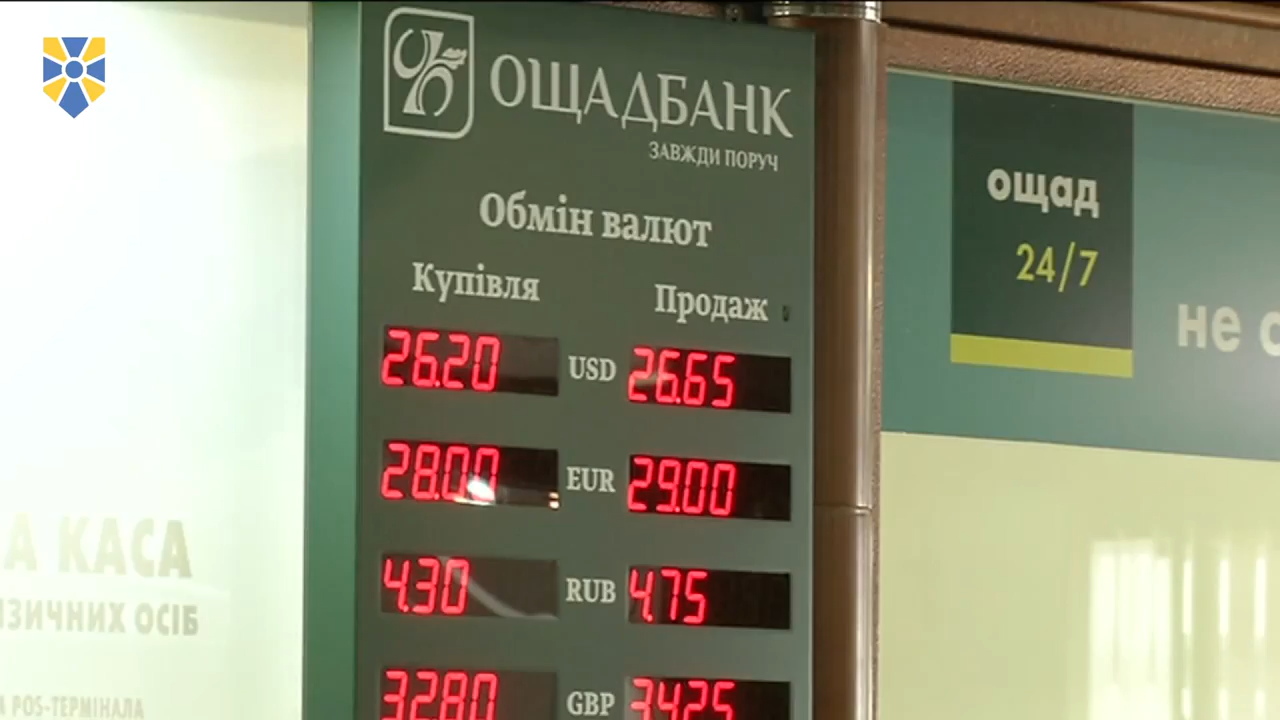 ОЩАДБАНК
ЗАВЖДИ ПОРУЧ
Обмін валют
Купівля Продаж
26.20 USD 26.65
28.00 EUR 29.00
4.30 RUB 4.75
32.80 GBP 34.25
ощад
24/7
не с
А КАСА
ИЗИЧНИХ ОСІБ
А POS-ТЕРМІНАЛА